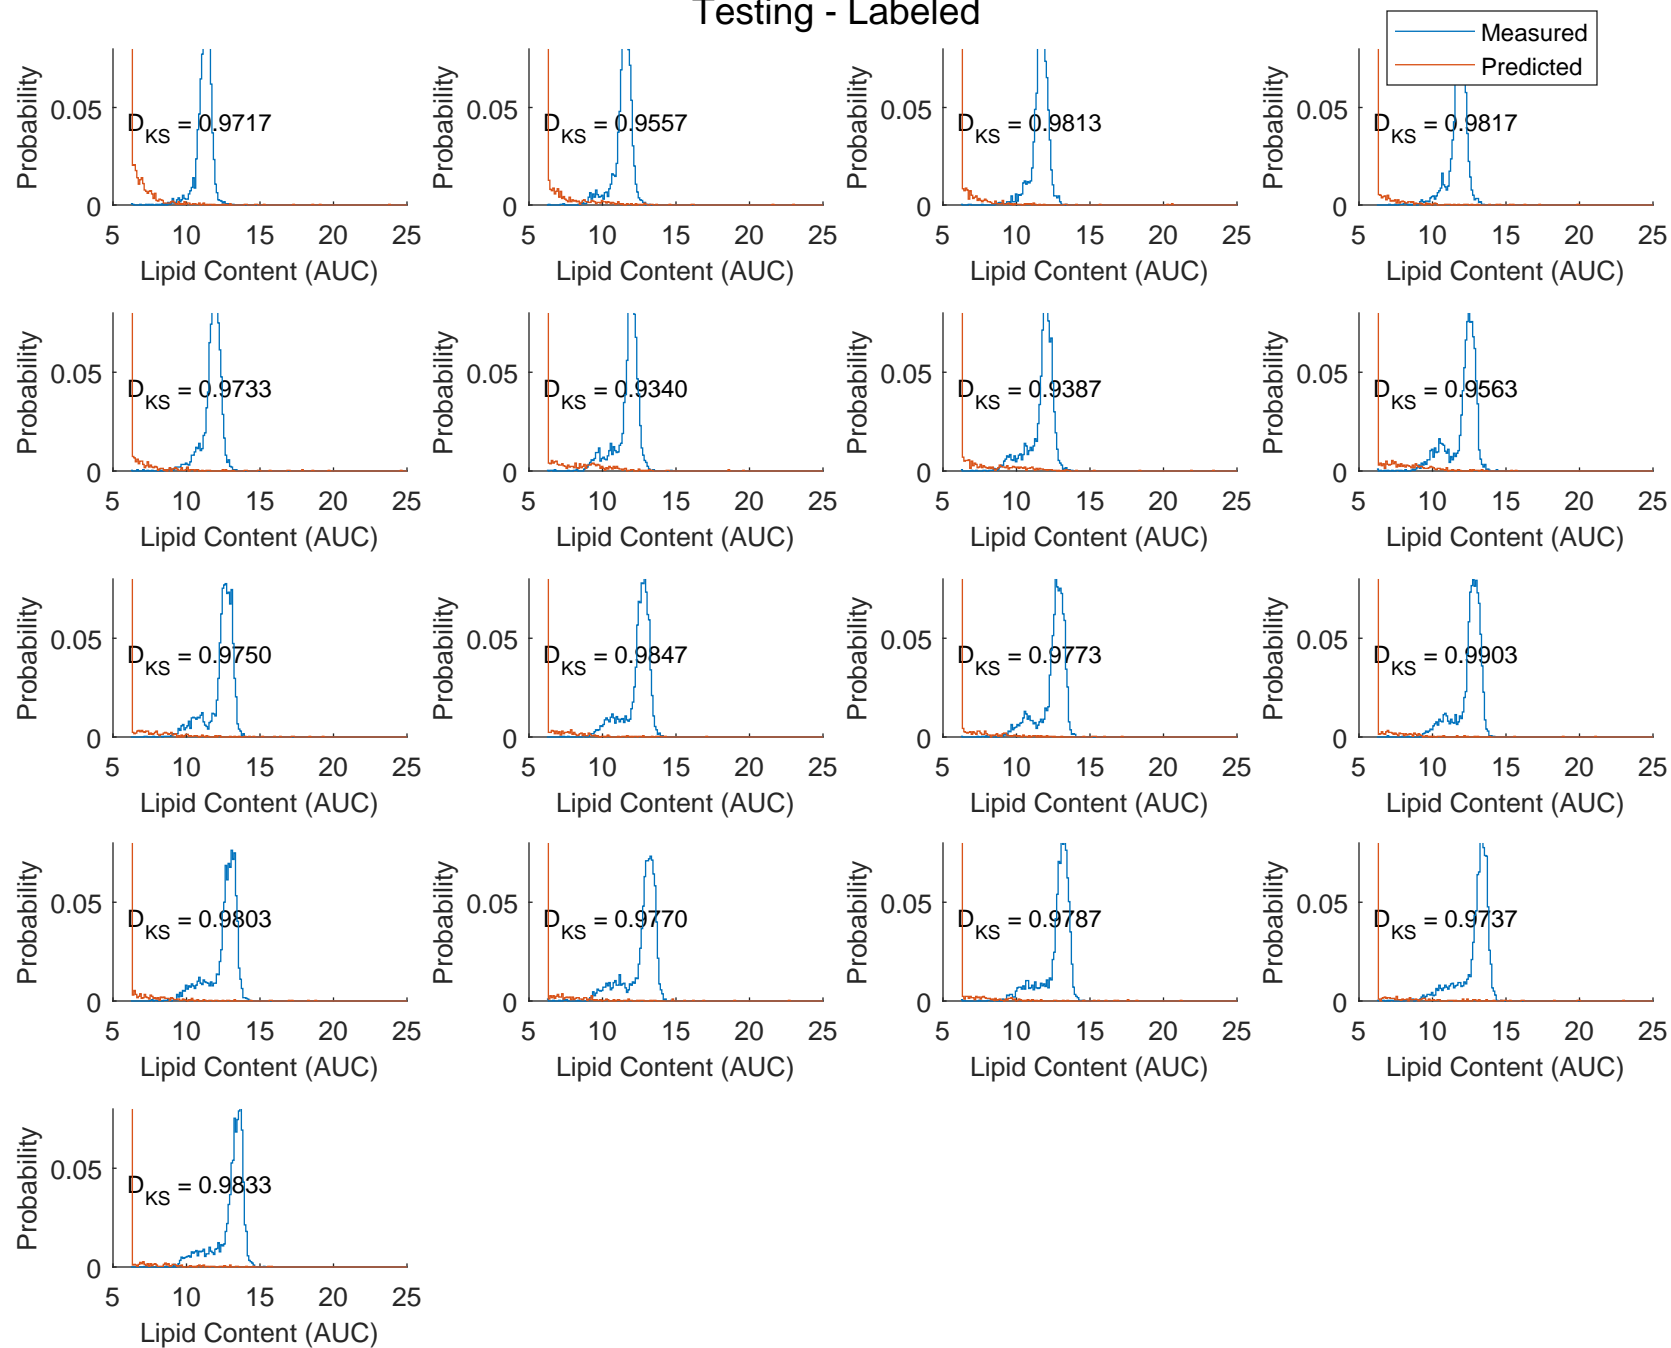 Testing - Labeled
Measured
Predicted
Probability
0.05
0
D_KS = 0.9717
5 10 15 20 25
Lipid Content (AUC)
Probability
0.05
0
D_KS = 0.9557
5 10 15 20 25
Lipid Content (AUC)
Probability
0.05
0
D_KS = 0.9813
5 10 15 20 25
Lipid Content (AUC)
Probability
0.05
0
D_KS = 0.9817
5 10 15 20 25
Lipid Content (AUC)
Probability
0.05
0
D_KS = 0.9733
5 10 15 20 25
Lipid Content (AUC)
Probability
0.05
0
D_KS = 0.9340
5 10 15 20 25
Lipid Content (AUC)
Probability
0.05
0
D_KS = 0.9387
5 10 15 20 25
Lipid Content (AUC)
Probability
0.05
0
D_KS = 0.9563
5 10 15 20 25
Lipid Content (AUC)
Probability
0.05
0
D_KS = 0.9750
5 10 15 20 25
Lipid Content (AUC)
Probability
0.05
0
D_KS = 0.9847
5 10 15 20 25
Lipid Content (AUC)
Probability
0.05
0
D_KS = 0.9773
5 10 15 20 25
Lipid Content (AUC)
Probability
0.05
0
D_KS = 0.9903
5 10 15 20 25
Lipid Content (AUC)
Probability
0.05
0
D_KS = 0.9803
5 10 15 20 25
Lipid Content (AUC)
Probability
0.05
0
D_KS = 0.9770
5 10 15 20 25
Lipid Content (AUC)
Probability
0.05
0
D_KS = 0.9787
5 10 15 20 25
Lipid Content (AUC)
Probability
0.05
0
D_KS = 0.9737
5 10 15 20 25
Lipid Content (AUC)
Probability
0.05
0
D_KS = 0.9833
5 10 15 20 25
Lipid Content (AUC)